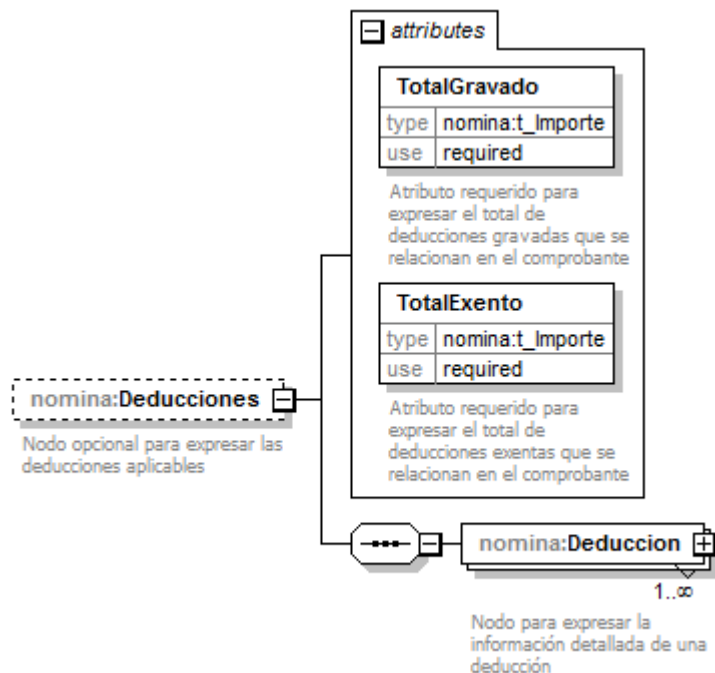 attributes
TotalGravado
type nomina:t_Importe
use required
Atributo requerido para
expresar el total de
deducciones gravadas que se
relacionan en el comprobante
TotalExento
type nomina:t_Importe
use required
Atributo requerido para
expresar el total de
deducciones exentas que se
relacionan en el comprobante
nomina:Deducciones
Nodo opcional para expresar las
deducciones aplicables
nomina:Deduccion
1..∞
Nodo para expresar la
información detallada de una
deducción